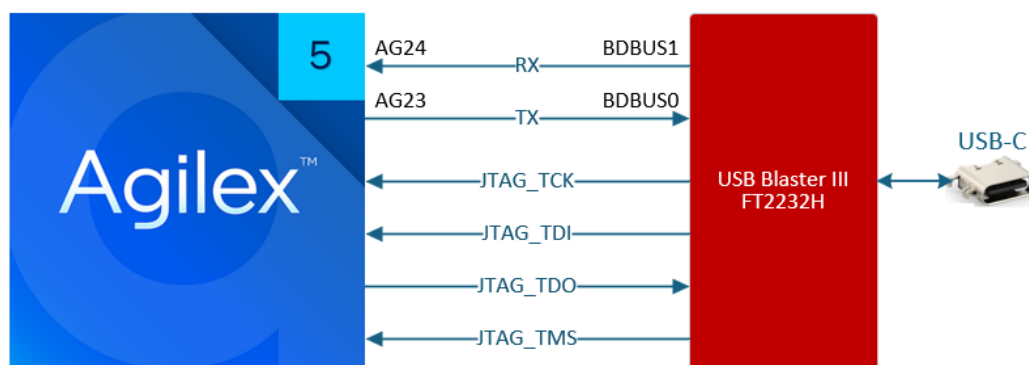 5
Agilex™
AG24
BDBUS1
RX
AG23
BDBUS0
TX
JTAG_TCK
JTAG_TDI
JTAG_TDO
JTAG_TMS
USB Blaster III
FT2232H
USB-C